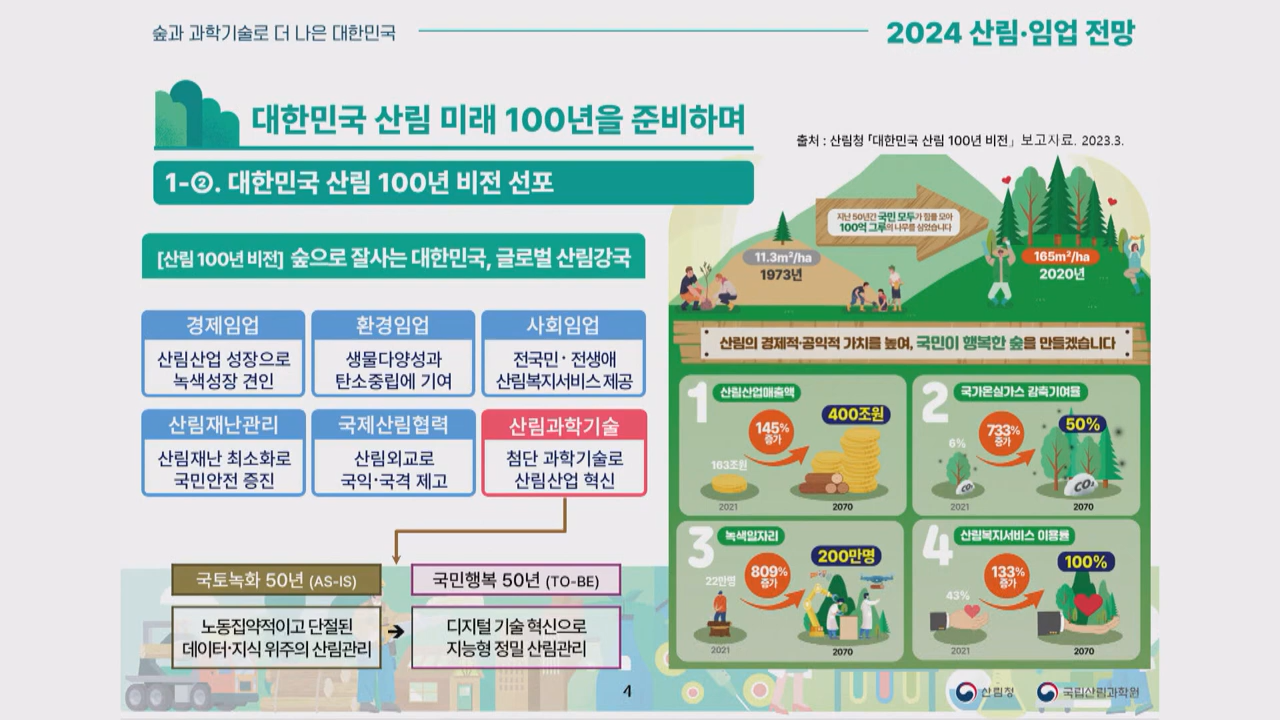 숲과 과학기술로 더 나은 대한민국
2024 산림·임업 전망
대한민국 산림 미래 100년을 준비하며
출처 : 산림청 「대한민국 산림 100년 비전」 보고자료. 2023.3.
1-②. 대한민국 산림 100년 비전 선포
[산림 100년 비전] 숲으로 잘사는 대한민국, 글로벌 산림강국
경제임업
산림산업 성장으로
녹색성장 견인
환경임업
생물다양성과
탄소중립에 기여
사회임업
전국민· 전생애
산림복지서비스 제공
산림재난관리
산림재난 최소화로
국민안전 증진
국제산림협력
산림외교로
국익·국격 제고
산림과학기술
첨단 과학기술로
산림산업 혁신
국토녹화 50년 (AS-IS)
노동집약적이고 단절된
데이터·지식 위주의 산림관리
➔
국민행복 50년 (TO-BE)
디지털 기술 혁신으로
지능형 정밀 산림관리
지난 50년간 국민 모두가 힘을 모아
100억 그루의 나무를 심었습니다
11.3m²/ha
1973년
165m²/ha
2020년
산림의 경제적·공익적 가치를 높여, 국민이 행복한 숲을 만들겠습니다
1 산림산업매출액
163조원
2021
145%
증가
400조원
2070
2 국가온실가스 감축기여율
6%
CO₂
2021
733%
증가
50%
CO₂
2070
3 녹색일자리
22만명
2021
809%
증가
200만명
2070
4 산림복지서비스 이용률
43%
2021
133%
증가
100%
2070
4
산림청
국립산림과학원